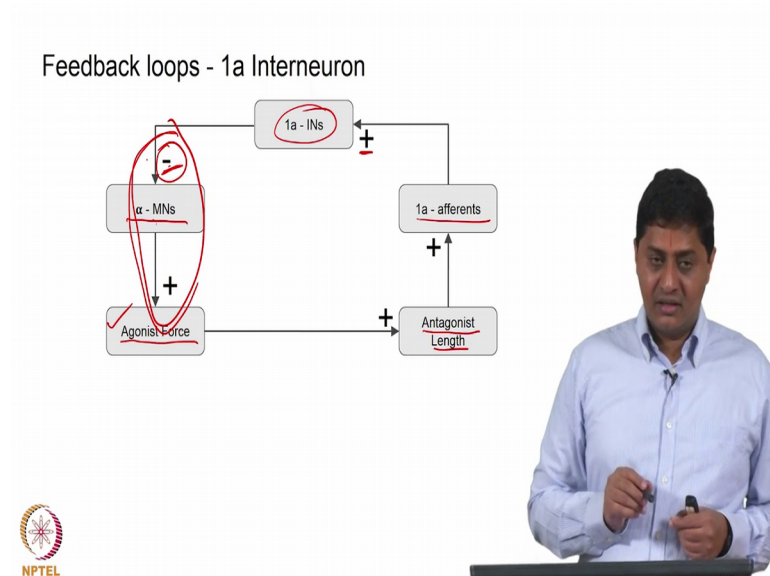 Feedback loops - 1a Interneuron
1a - INs
+
-
α - MNs
1a - afferents
+
+
Agonist Force
+
Antagonist
Length
NPTEL